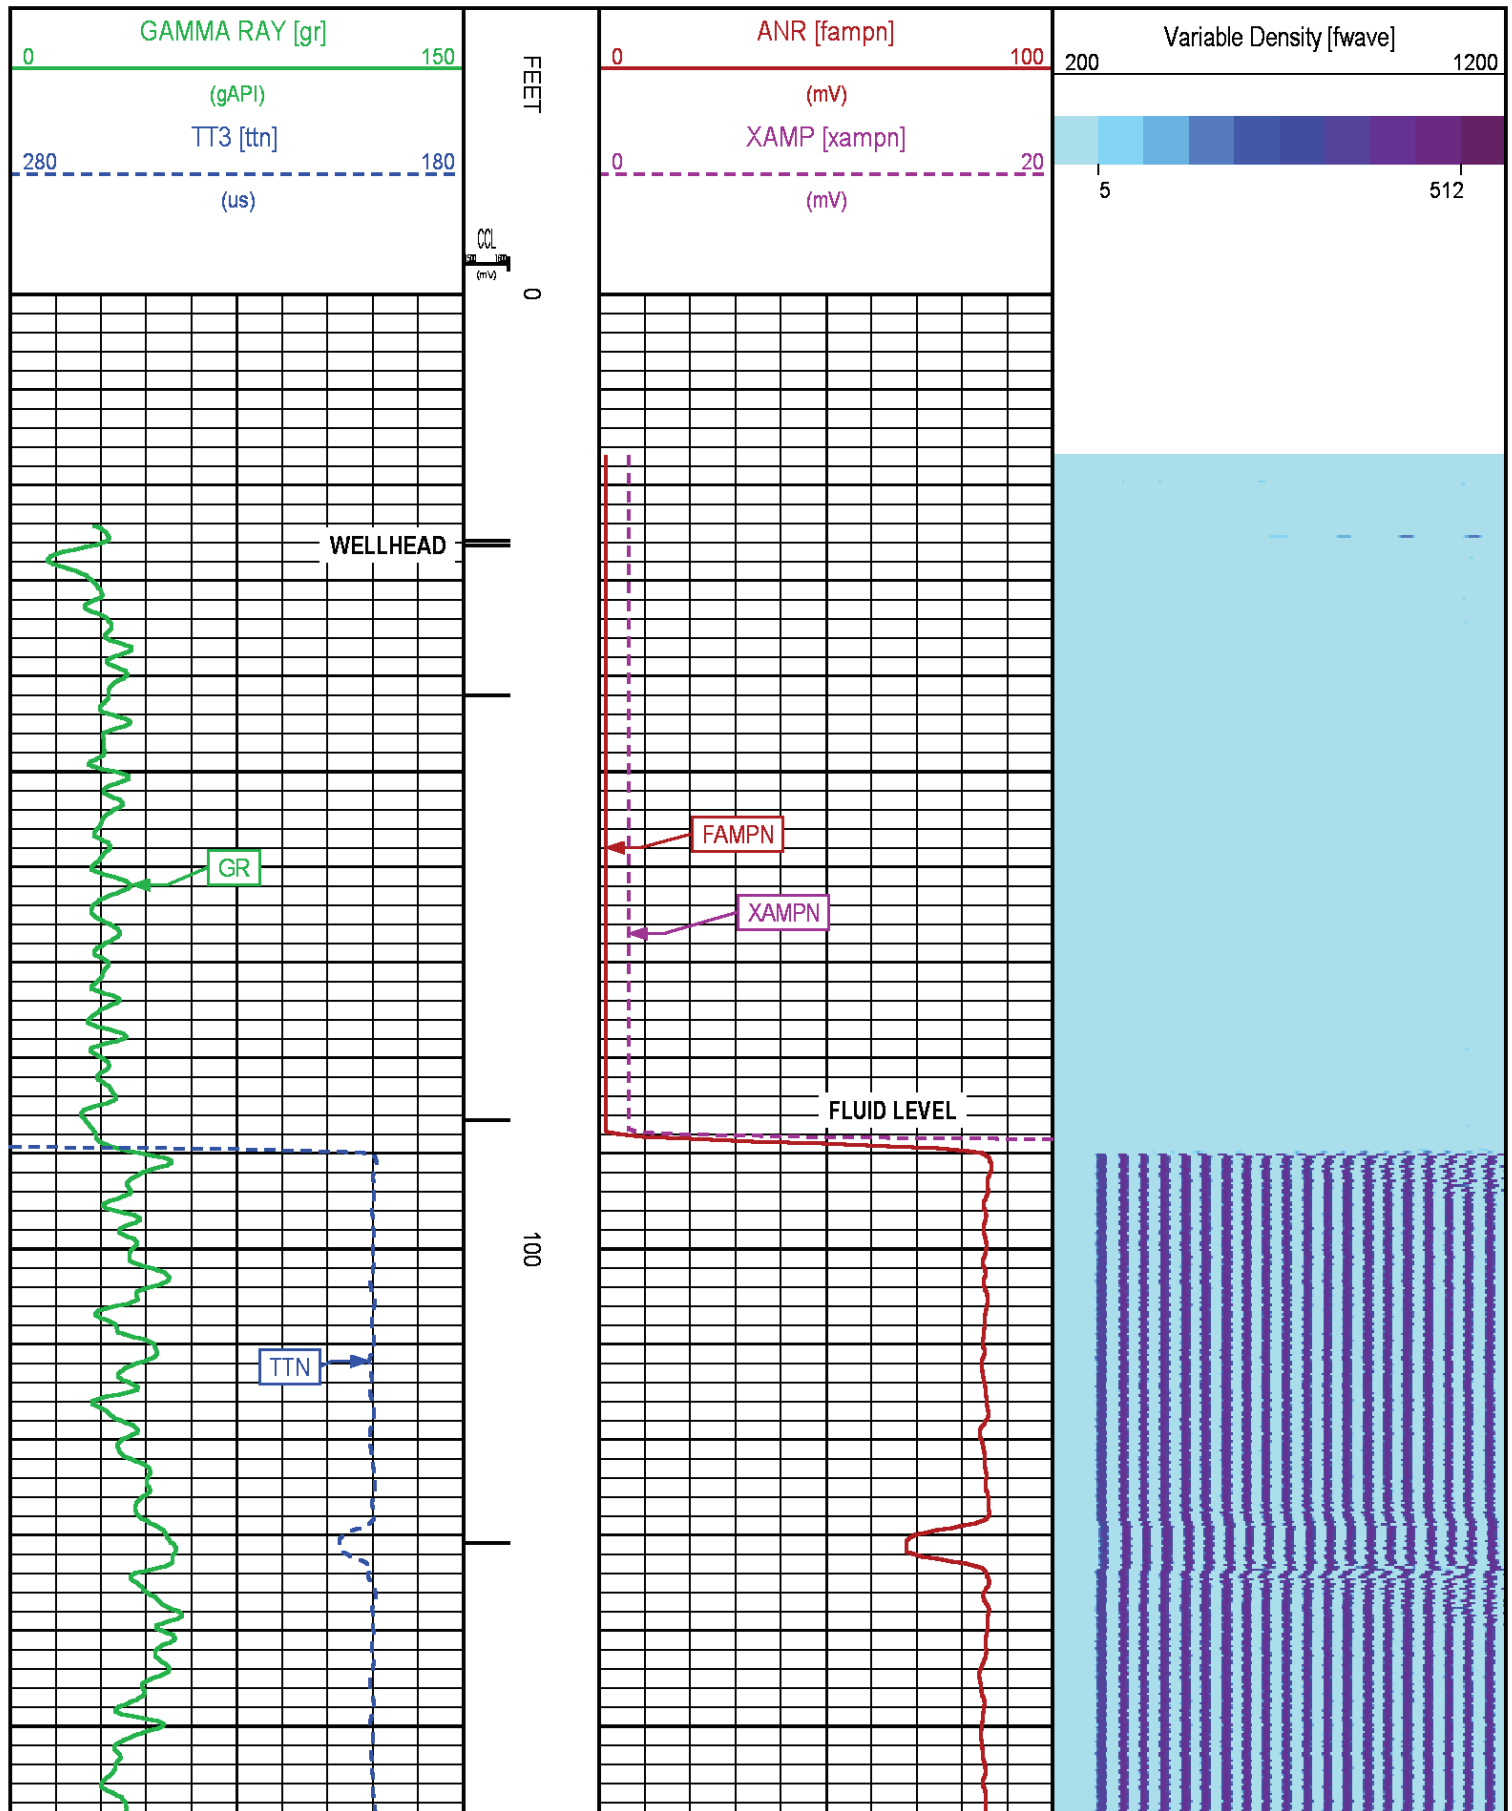 GAMMA RAY [gr]
0 150
(gAPI)
TT3 [ttn]
280 180
(us)
FEET
CCL
(mV)
0
ANR [fampn]
0 100
(mV)
XAMP [xampn]
0 20
(mV)
Variable Density [fwave]
200 1200
5 512
WELLHEAD
FAMPN
GR
XAMPN
FLUID LEVEL
100
TTN